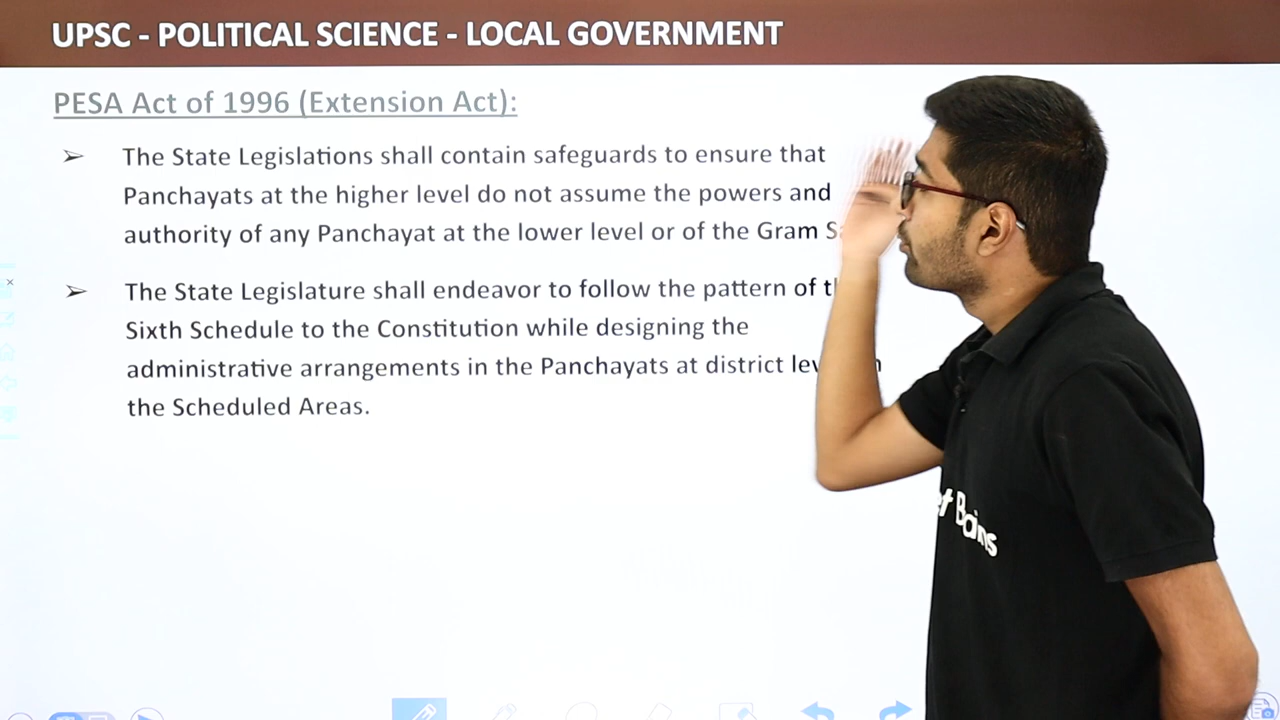 UPSC - POLITICAL SCIENCE - LOCAL GOVERNMENT
PESA Act of 1996 (Extension Act):
➢ The State Legislations shall contain safeguards to ensure that
Panchayats at the higher level do not assume the powers and
authority of any Panchayat at the lower level or of the Gram
➢ The State Legislature shall endeavor to follow the pattern of
Sixth Schedule to the Constitution while designing the
administrative arrangements in the Panchayats at district
the Scheduled Areas.